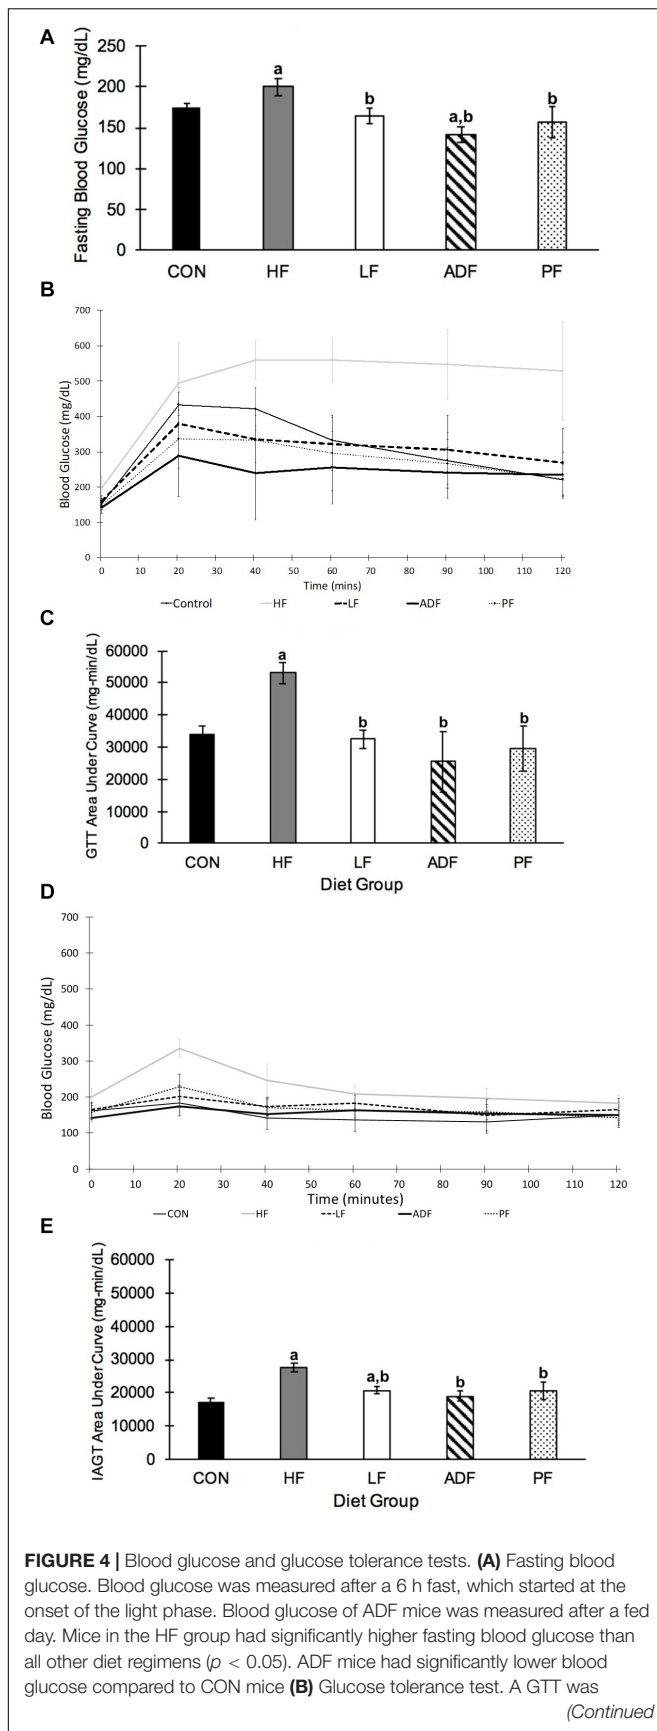 A
Fasting Blood Glucose (mg/dL)
250
200
150
100
50
0
a
b
a,b
b
CON HF LF ADF PF
B
Blood Glucose (mg/dL)
700
600
500
400
300
200
100
0
0 10 20 30 40 50 60 70 80 90 100 110 120
Time (mins)
Control HF LF ADF PF
C
GTT Area Under Curve (mg-min/dL)
60000
50000
40000
30000
20000
10000
0
a
b
b
b
CON HF LF ADF PF
Diet Group
D
Blood Glucose (mg/dL)
700
600
500
400
300
200
100
0
0 10 20 30 40 50 60 70 80 90 100 110 120
Time (minutes)
CON HF LF ADF PF
E
IAGT Area Under Curve (mg-min/dL)
60000
50000
40000
30000
20000
10000
0
a
a,b
b
b
CON HF LF ADF PF
Diet Group
FIGURE 4 | Blood glucose and glucose tolerance tests. (A) Fasting blood
glucose. Blood glucose was measured after a 6 h fast, which started at the
onset of the light phase. Blood glucose of ADF mice was measured after a fed
day. Mice in the HF group had significantly higher fasting blood glucose than
all other diet regimens (p < 0.05). ADF mice had significantly lower blood
glucose compared to CON mice (B) Glucose tolerance test. A GTT was
(Continued